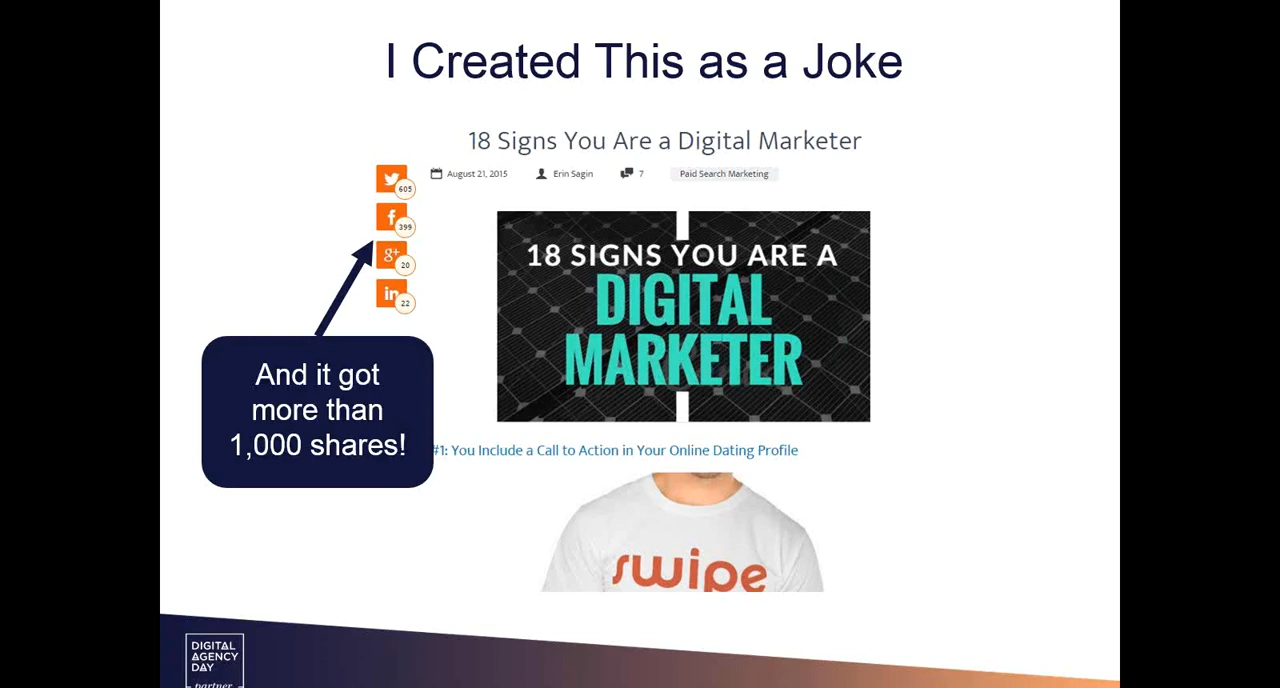 I Created This as a Joke
18 Signs You Are a Digital Marketer
August 21, 2015 Erin Sagin 7 Paid Search Marketing
605
f
399
g+
20
in
22
18 SIGNS YOU ARE A
DIGITAL
MARKETER
And it got
more than
1,000 shares!
#1: You Include a Call to Action in Your Online Dating Profile
swipe
DIGITAL
AGENCY
DAY
partner